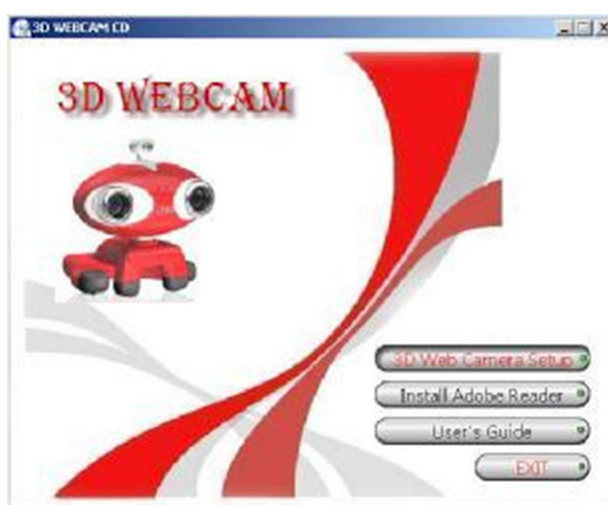 3D WEBCAM CD
3D WEBCAM
3D Web Camera Setup
Install Adobe Reader
User's Guide
EXIT